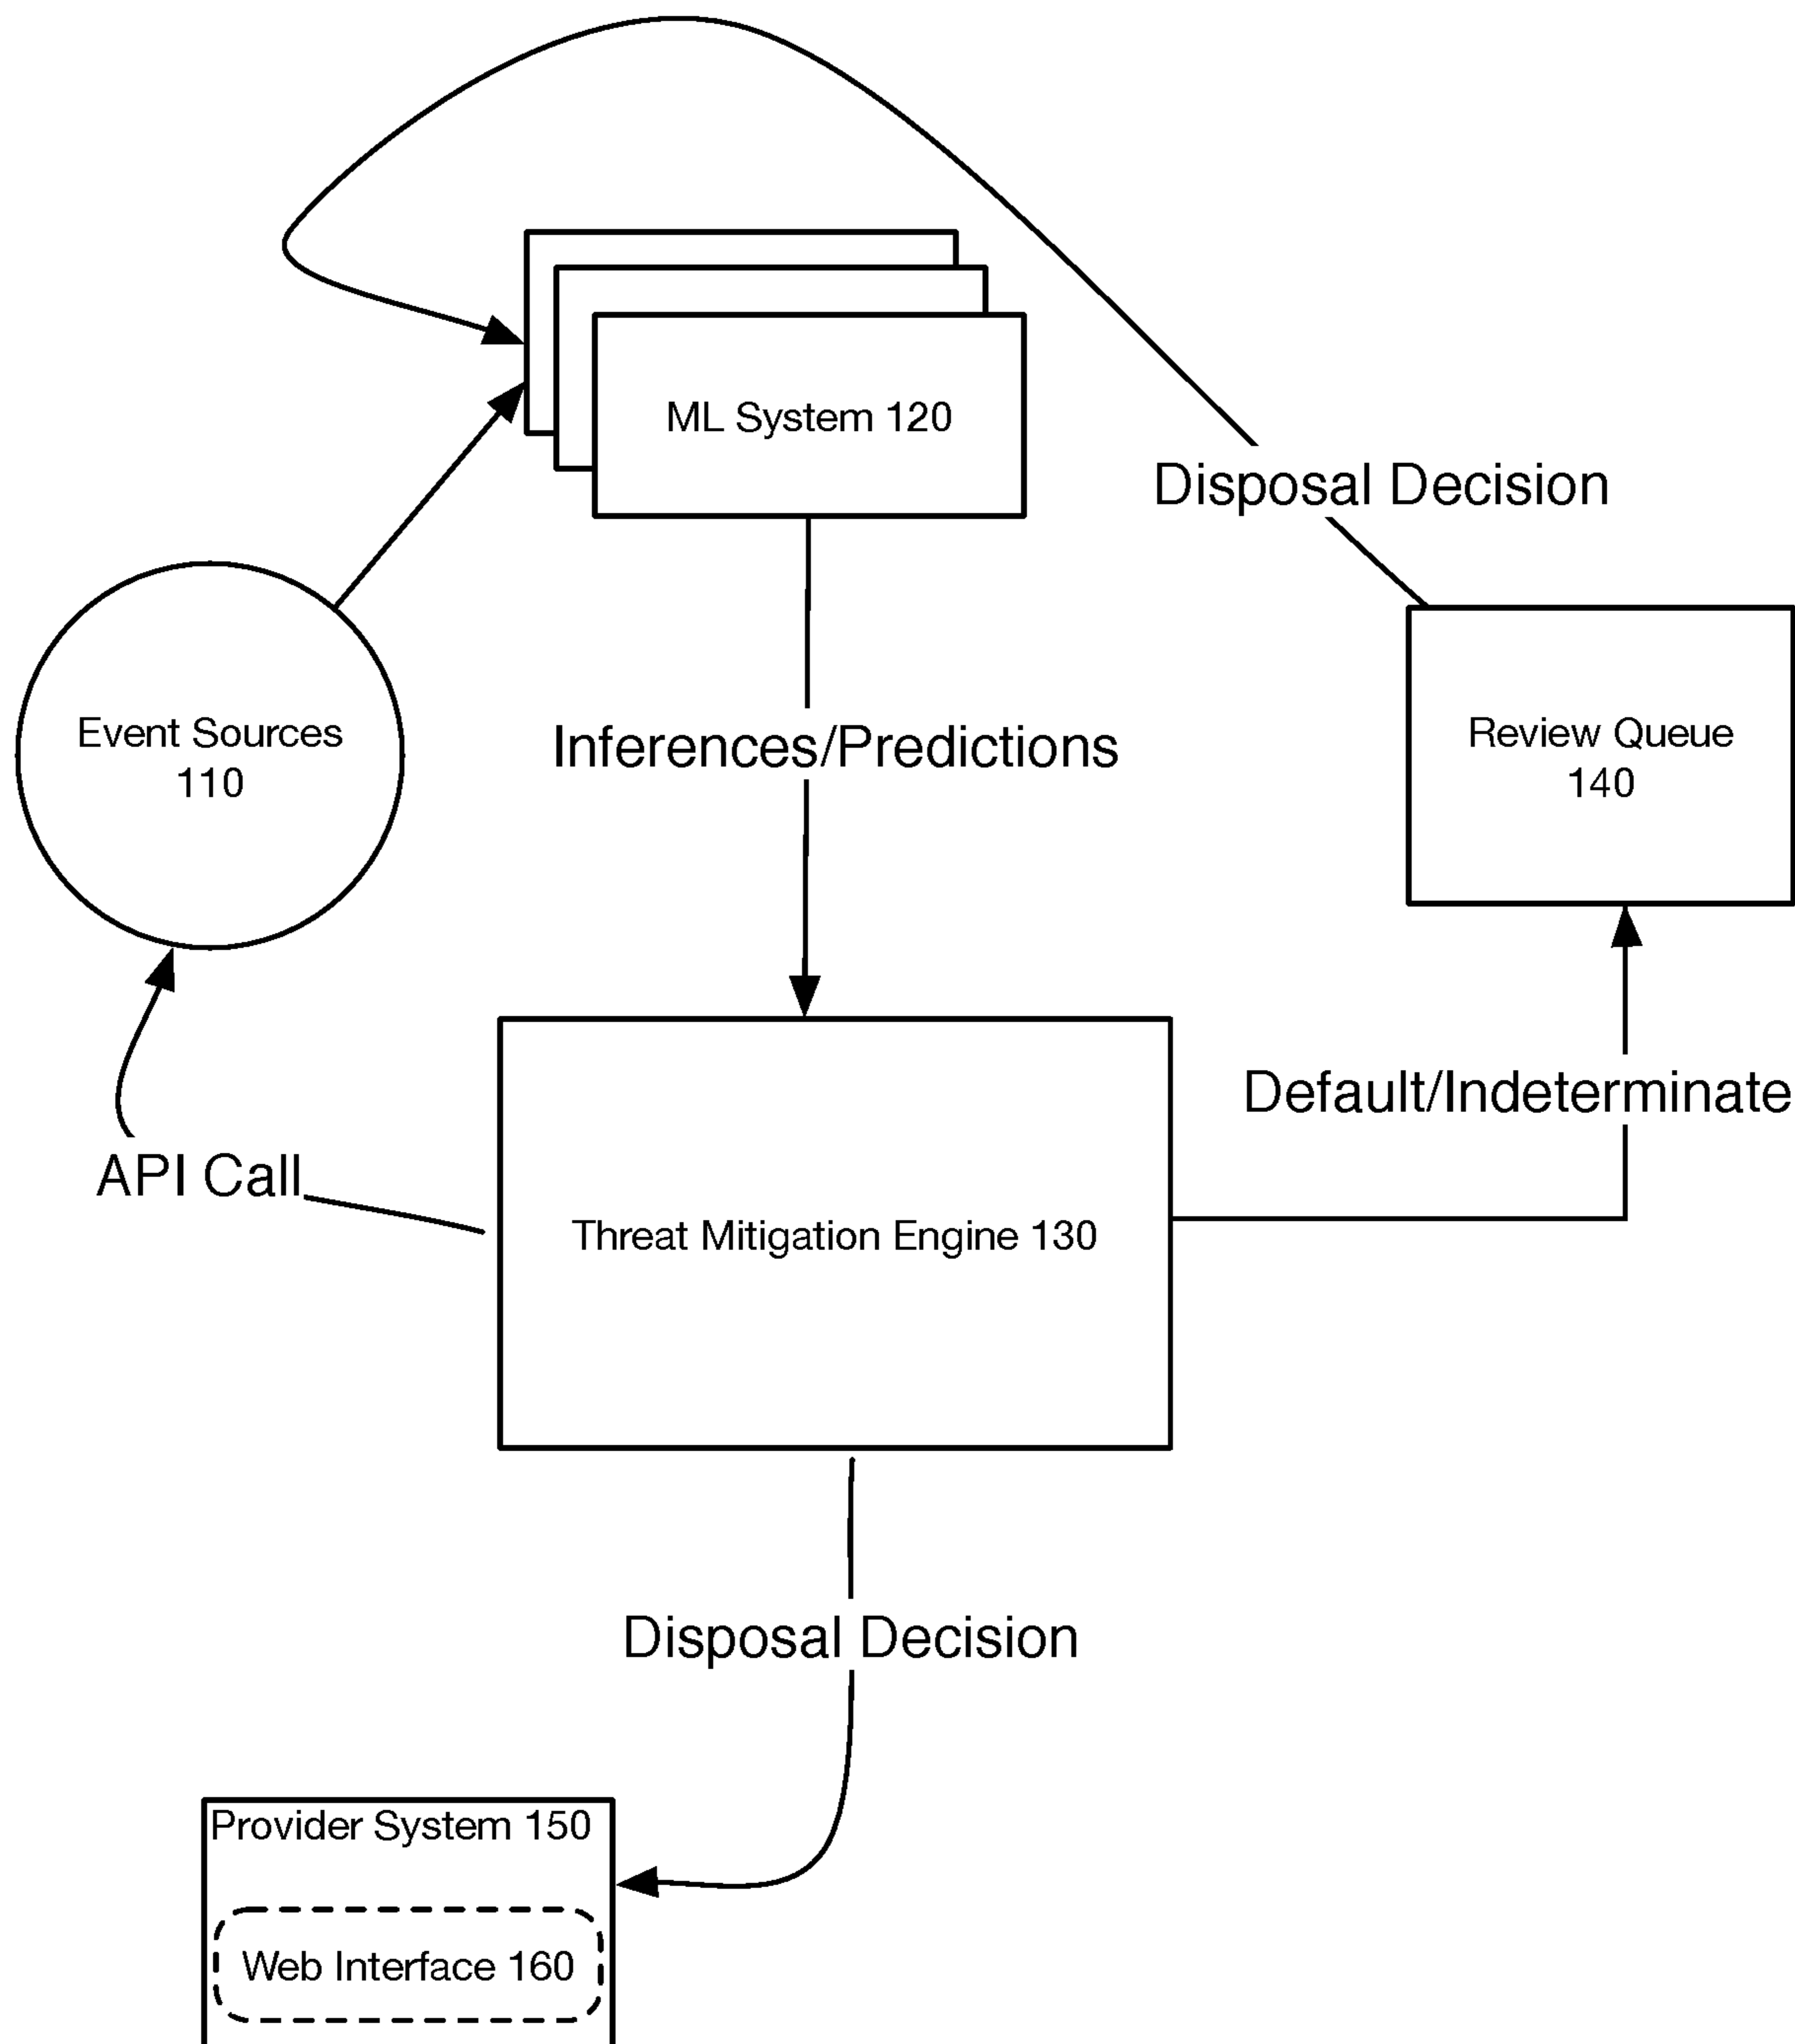 ML System 120
Disposal Decision
Event Sources
110
Inferences/Predictions
Review Queue
140
Default/Indeterminate
API Call
Threat Mitigation Engine 130
Disposal Decision
Provider System 150
Web Interface 160